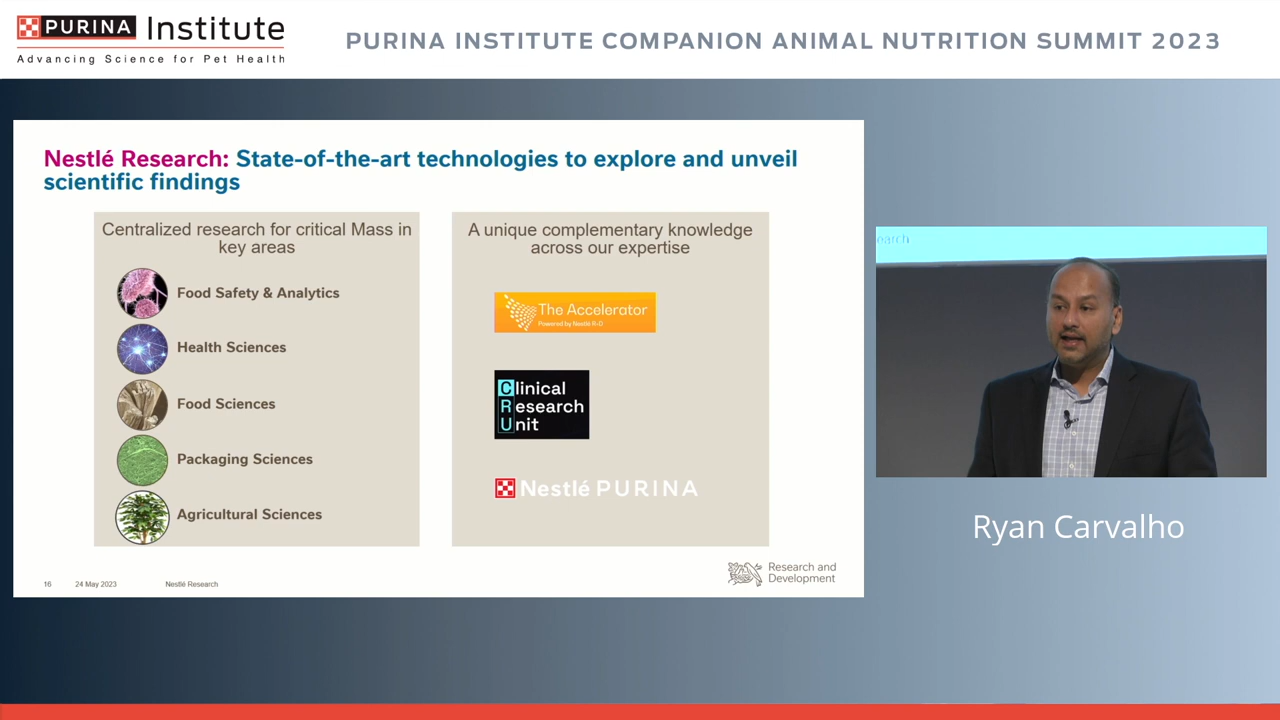 PURINA Institute
Advancing Science for Pet Health
PURINA INSTITUTE COMPANION ANIMAL NUTRITION SUMMIT 2023
Nestlé Research: State-of-the-art technologies to explore and unveil
scientific findings
Centralized research for critical Mass in
key areas
Food Safety & Analytics
Health Sciences
Food Sciences
Packaging Sciences
Agricultural Sciences
A unique complementary knowledge
across our expertise
The Accelerator
Powered by Nestlé R+D
Clinical
Research
Unit
Nestlé PURINA
16 24 May 2023 Nestlé Research
Research and
Development
earch
Ryan Carvalho